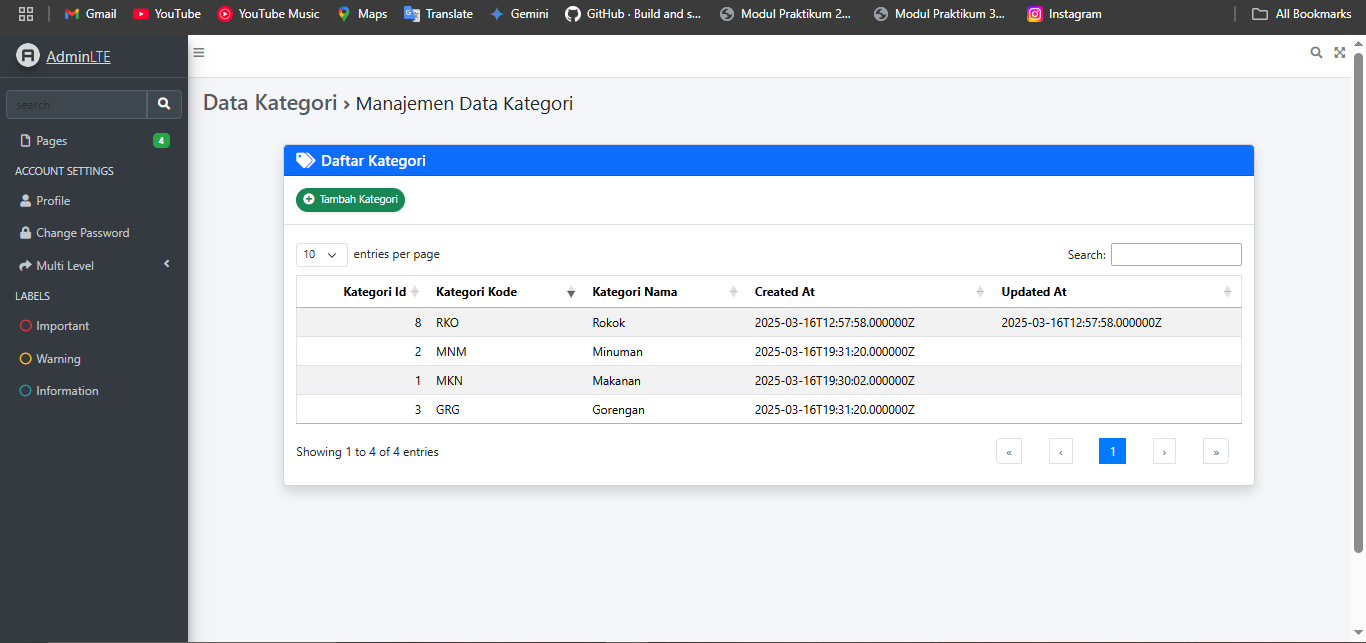 Gmail YouTube YouTube Music Maps Translate Gemini GitHub · Build and s... Modul Praktikum 2... Modul Praktikum 3... Instagram All Bookmarks
AdminLTE
search
Pages 4
ACCOUNT SETTINGS
Profile
Change Password
Multi Level
LABELS
Important
Warning
Information
Data Kategori › Manajemen Data Kategori
Daftar Kategori
Tambah Kategori
10 entries per page Search:
Kategori Id Kategori Kode Kategori Nama Created At Updated At
8 RKO Rokok 2025-03-16T12:57:58.000000Z 2025-03-16T12:57:58.000000Z
2 MNM Minuman 2025-03-16T19:31:20.000000Z
1 MKN Makanan 2025-03-16T19:30:02.000000Z
3 GRG Gorengan 2025-03-16T19:31:20.000000Z
Showing 1 to 4 of 4 entries « ‹ 1 › »